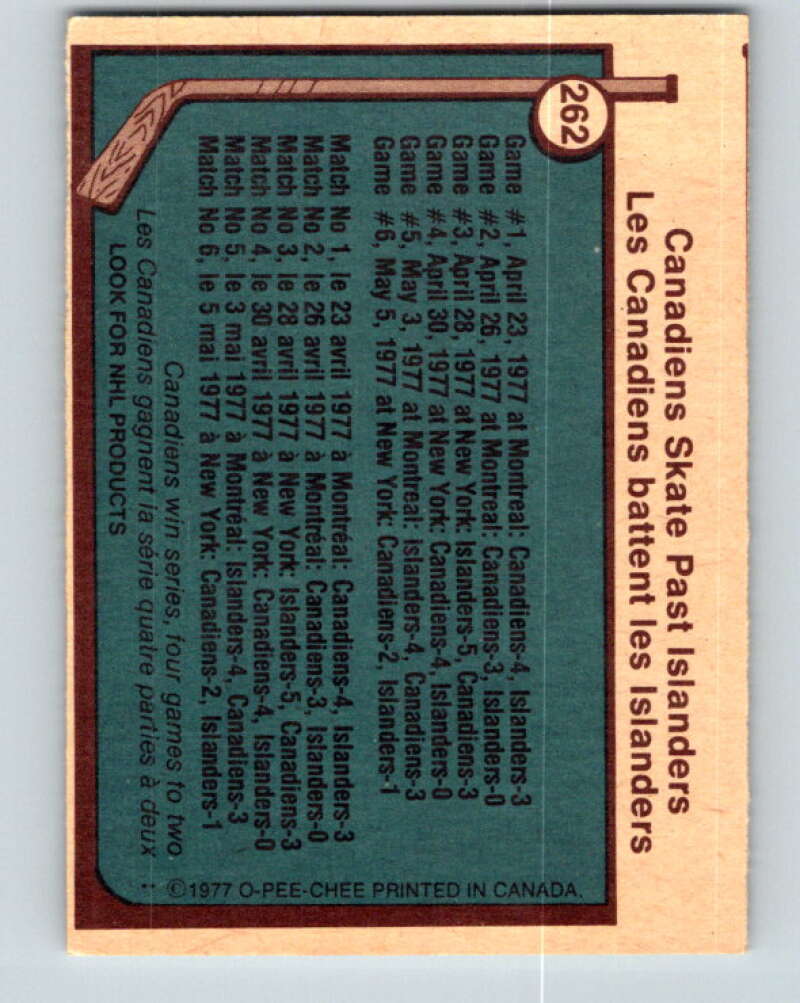 Canadiens Skate Past Islanders
Les Canadiens battent les Islanders
262
Game #1, April 23, 1977 at Montreal: Canadiens-4, Islanders-3
Game #2, April 26, 1977 at Montreal: Canadiens-3, Islanders-0
Game #3, April 28, 1977 at New York: Islanders-5, Canadiens-3
Game #4, April 30, 1977 at New York: Canadiens-4, Islanders-0
Game #5, May 3, 1977 at Montreal: Islanders-4, Canadiens-3
Game #6, May 5, 1977 at New York: Canadiens-2, Islanders-1
Match No 1, le 23 avril 1977 à Montréal: Canadiens-4, Islanders-3
Match No 2, le 26 avril 1977 à Montréal: Canadiens-3, Islanders-0
Match No 3, le 28 avril 1977 à New York: Islanders-5, Canadiens-3
Match No 4, le 30 avril 1977 à New York: Canadiens-4, Islanders-0
Match No 5, le 3 mai 1977 à Montréal: Islanders-4, Canadiens-3
Match No 6, le 5 mai 1977 à New York: Canadiens-2, Islanders-1
Canadiens win series, four games to two.
Les Canadiens gagnent la série quatre parties à deux
LOOK FOR NHL PRODUCTS
** ©1977 O-PEE-CHEE PRINTED IN CANADA.